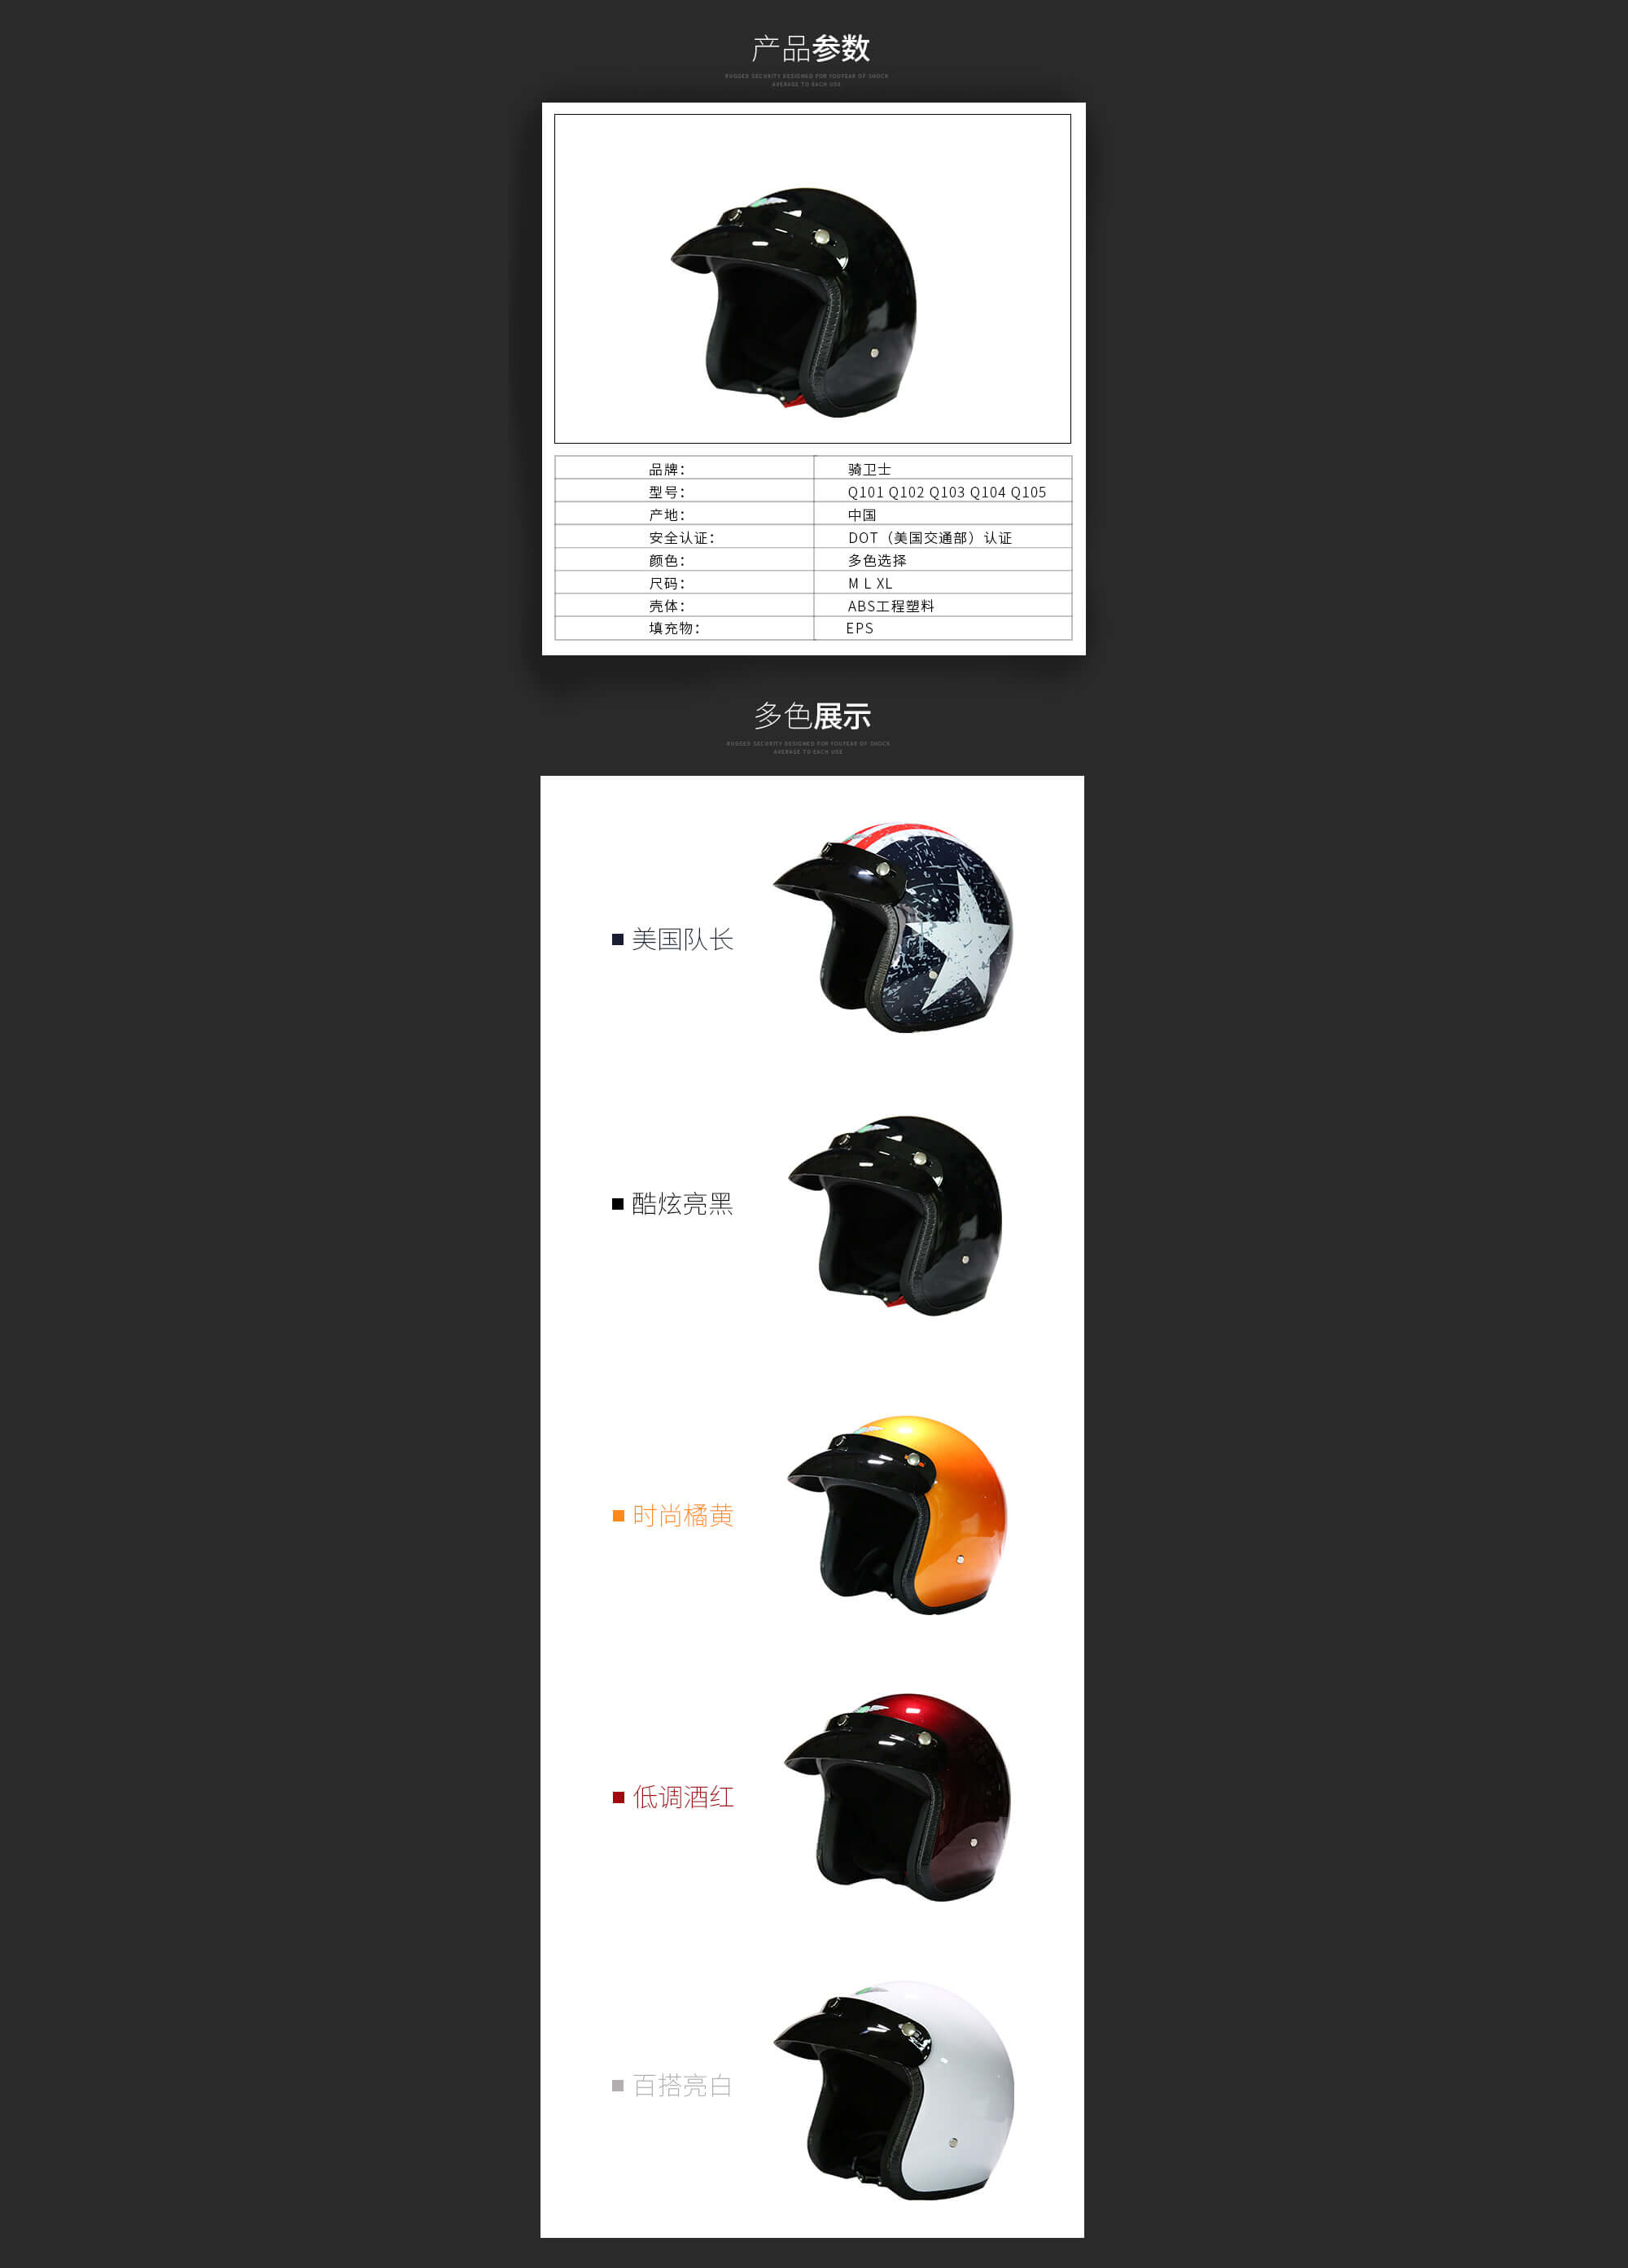 产品参数
RUGGED SECURITY DESIGNED FOR YOUFEAR OF SHOCK
AVERAGE TO EACH USE
品牌： 骑卫士
型号： Q101 Q102 Q103 Q104 Q105
产地： 中国
安全认证： DOT（美国交通部）认证
颜色： 多色选择
尺码： M L XL
壳体： ABS工程塑料
填充物： EPS
多色展示
RUGGED SECURITY DESIGNED FOR YOUFEAR OF SHOCK
AVERAGE TO EACH USE
美国队长
酷炫亮黑
时尚橘黄
低调酒红
百搭亮白